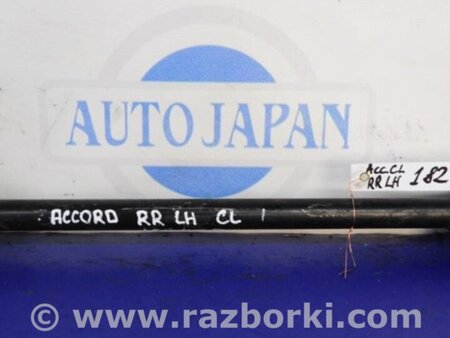 AUTO JAPAN
ACC.CL
RR LH 182
ACCORD RR LH CL
© www.razborki.com